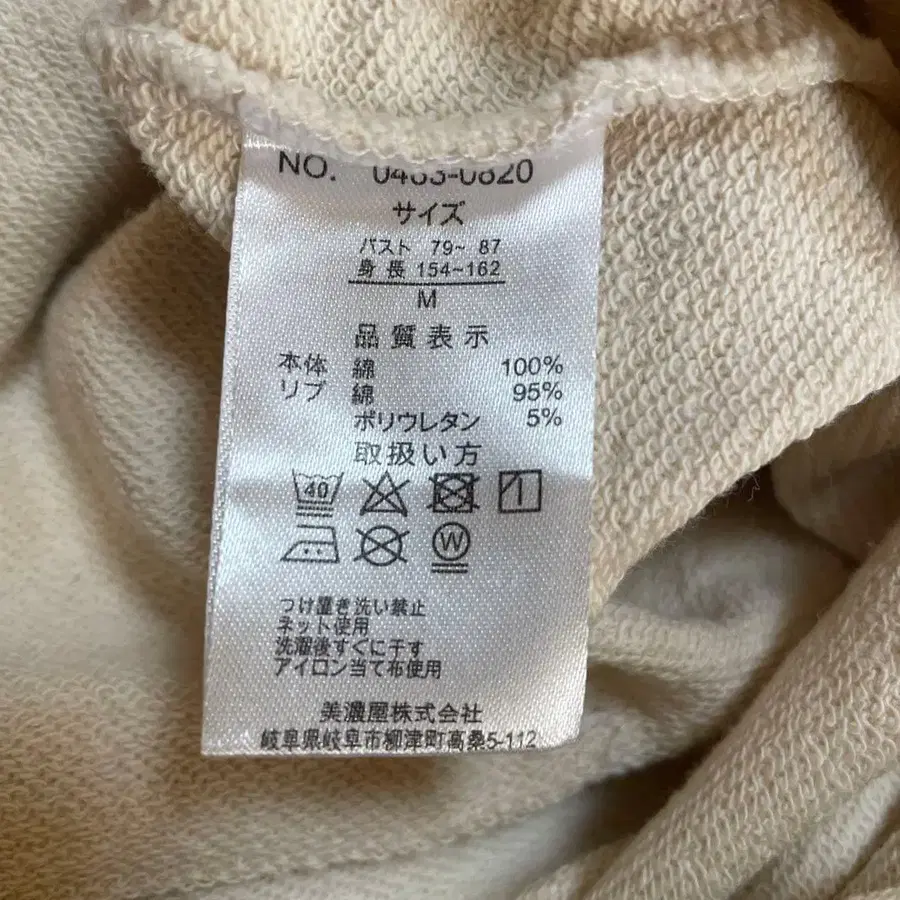 NO. 0463-0820
サイズ
バスト 79~ 87
身長 154~162
M
品質表示
本体 綿 100%
リブ 綿 95%
ポリウレタン 5%
取扱い方
40
W
つけ置き洗い禁止
ネット使用
洗濯後すぐに干す
アイロン当て布使用
美濃屋株式会社
岐阜県岐阜市柳津町高桑5-112